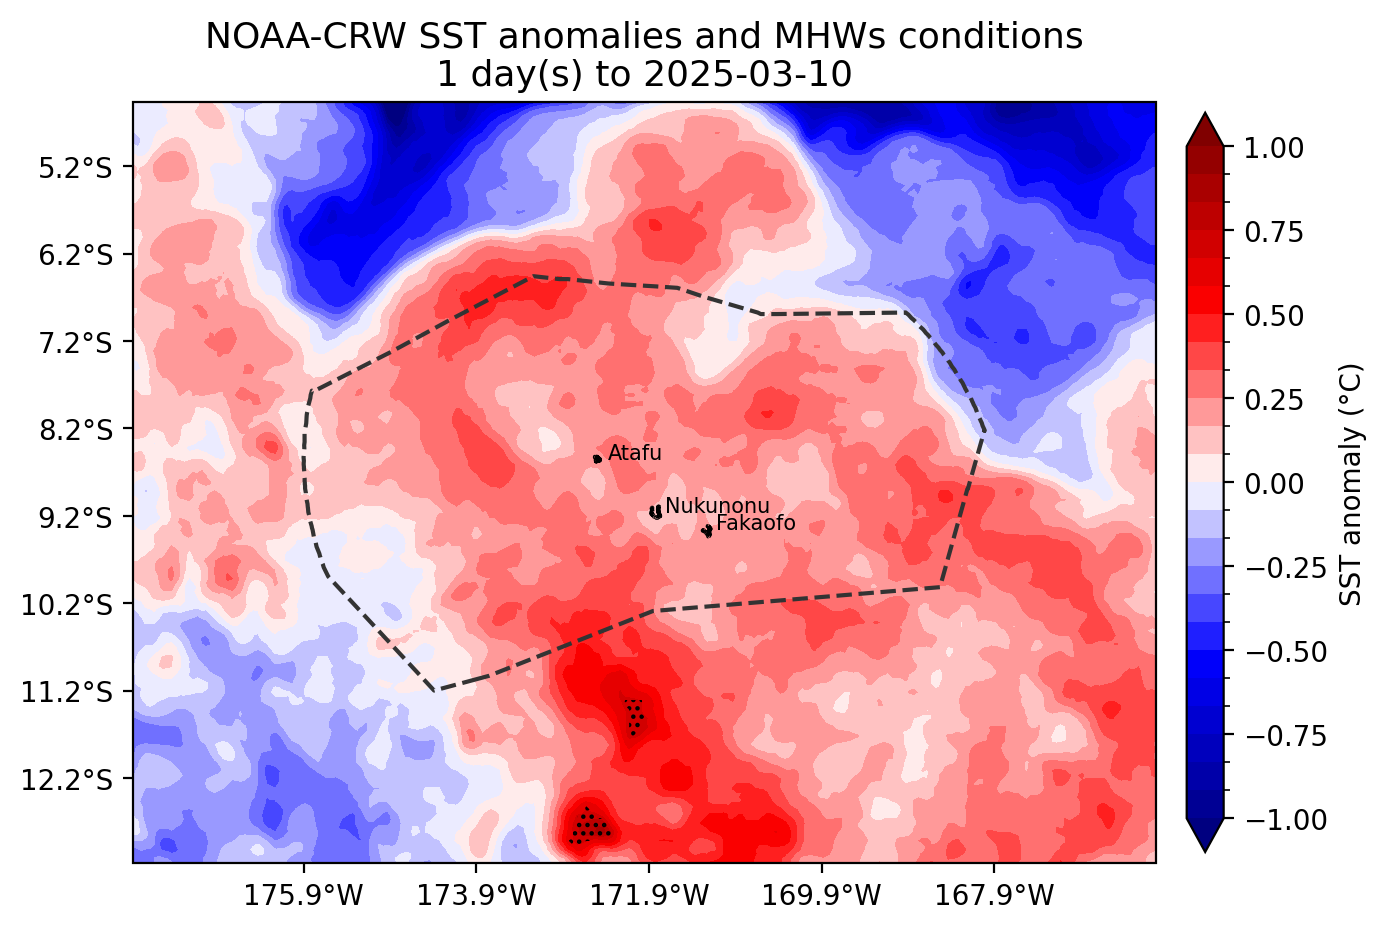 NOAA-CRW SST anomalies and MHWs conditions
1 day(s) to 2025-03-10
5.2°S
6.2°S
7.2°S
8.2°S
9.2°S
10.2°S
11.2°S
12.2°S
Atafu
Nukunonu
Fakaofo
175.9°W
173.9°W
171.9°W
169.9°W
167.9°W
1.00
0.75
0.50
0.25
0.00
−0.25
−0.50
−0.75
−1.00
SST anomaly (°C)